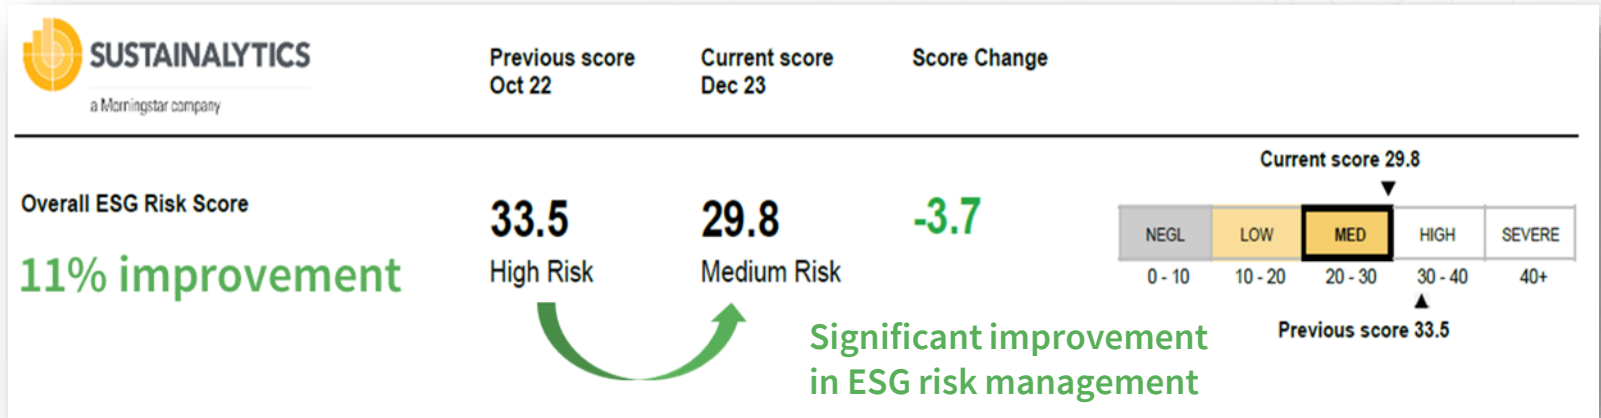 SUSTAINALYTICS
a Morningstar company
Previous score
Oct 22
Current score
Dec 23
Score Change
Overall ESG Risk Score
11% improvement
33.5
High Risk
29.8
Medium Risk
-3.7
Significant improvement
in ESG risk management
Current score 29.8
NEGL LOW MED HIGH SEVERE
0 - 10 10 - 20 20 - 30 30 - 40 40+
Previous score 33.5